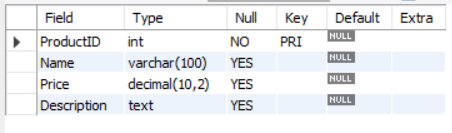 Field Type Null Key Default Extra
ProductID int NO PRI NULL
Name varchar(100) YES NULL
Price decimal(10,2) YES NULL
Description text YES NULL